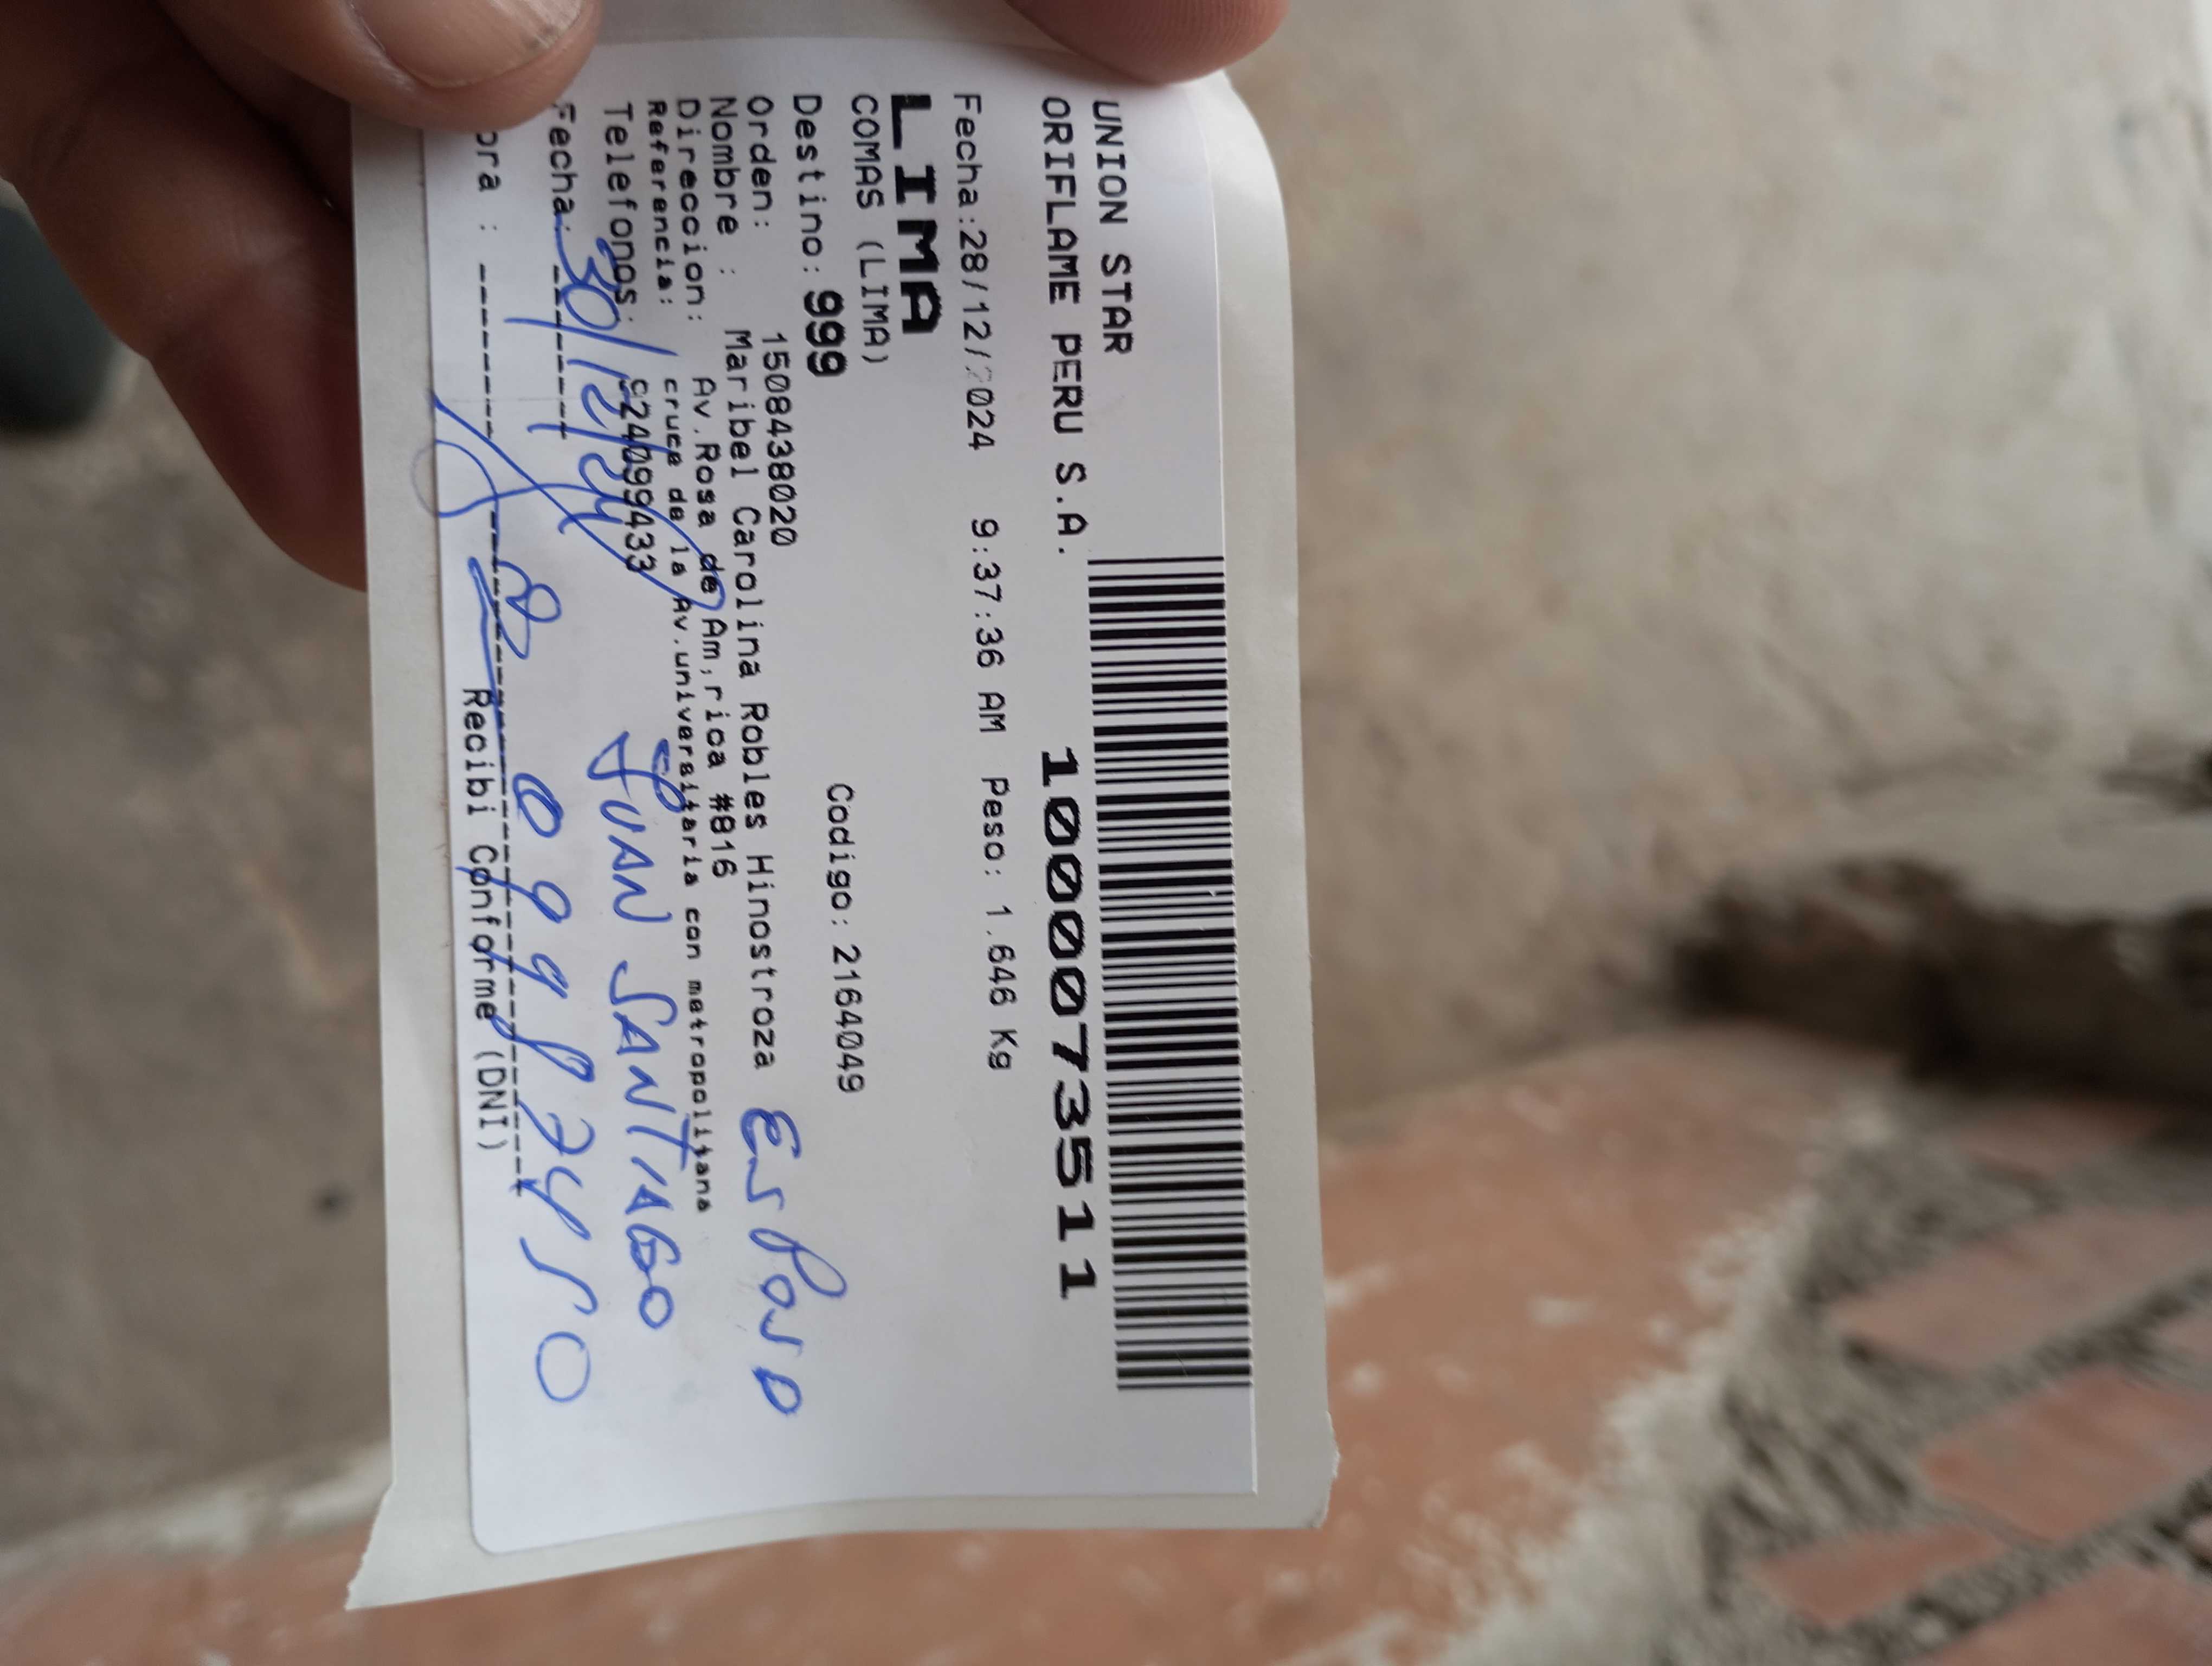 UNION STAR
ORIFLAME PERU S.A.
10000073511
Fecha:28/12/2024 9:37:36 AM Peso: 1.646 Kg
LIMA
COMAS (LIMA)
Destino: 999 Codigo: 2164049
Orden: 1508438020
Nombre : Maribel Carolina Robles Hinostroza Esposo
Direccion: Av.Rosa de Am,rica #816
Referencia: cruce de la Av.universitaria con metropolitana
Telefonos: 924099433
JUAN SANTIAGO
Fecha: 30/12/24
ora :
Recibi Conforme (DNI)